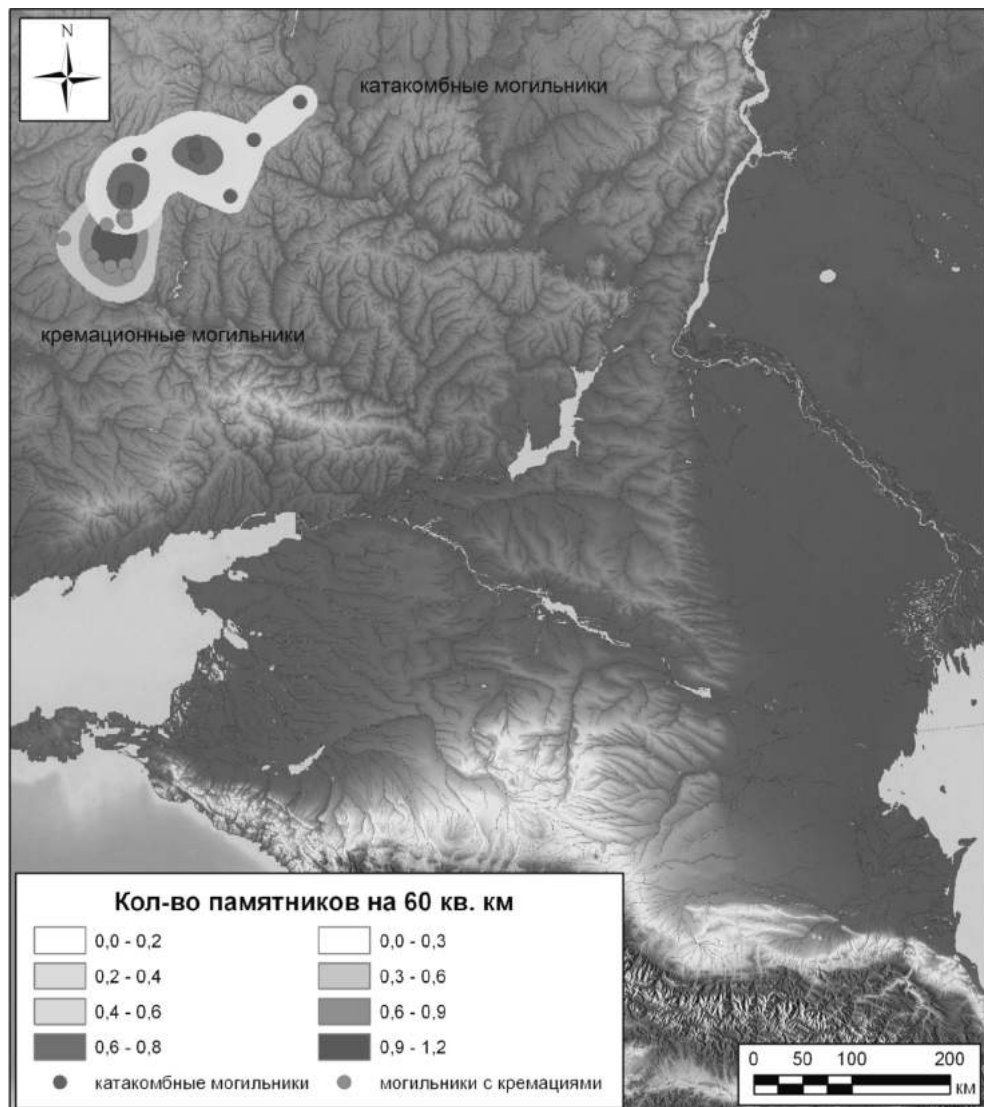 N
катакомбные могильники
кремационные могильники
Кол-во памятников на 60 кв. км
0,0 - 0,2
0,0 - 0,3
0,2 - 0,4
0,3 - 0,6
0,4 - 0,6
0,6 - 0,9
0,6 - 0,8
0,9 - 1,2
катакомбные могильники
могильники с кремациями
0 50 100 200
км